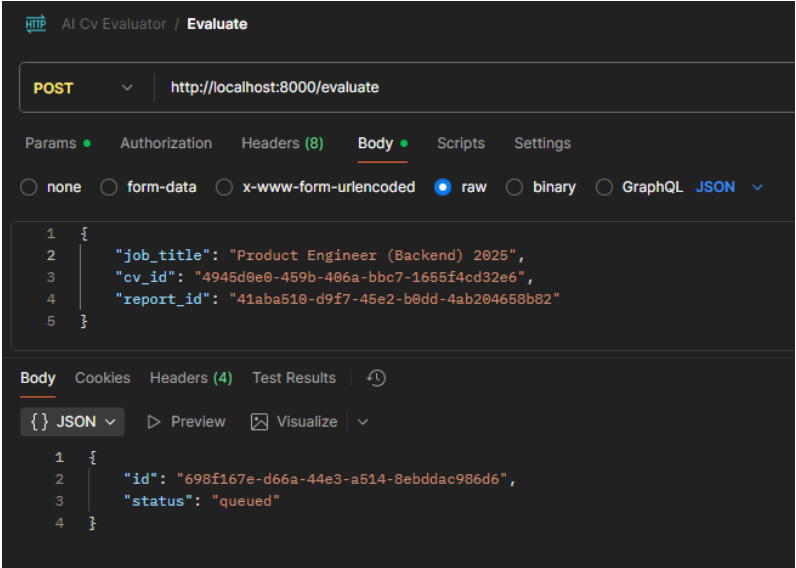 HTTP AI Cv Evaluator / Evaluate
POST http://localhost:8000/evaluate
Params Authorization Headers (8) Body Scripts Settings
none form-data x-www-form-urlencoded raw binary GraphQL JSON
1 {
2 "job_title": "Product Engineer (Backend) 2025",
3 "cv_id": "4945d0e0-459b-406a-bbc7-1655f4cd32e6",
4 "report_id": "41aba510-d9f7-45e2-b0dd-4ab204658b82"
5 }
Body Cookies Headers (4) Test Results
{} JSON Preview Visualize
1 {
2 "id": "698f167e-d66a-44e3-a514-8ebddac986d6",
3 "status": "queued"
4 }